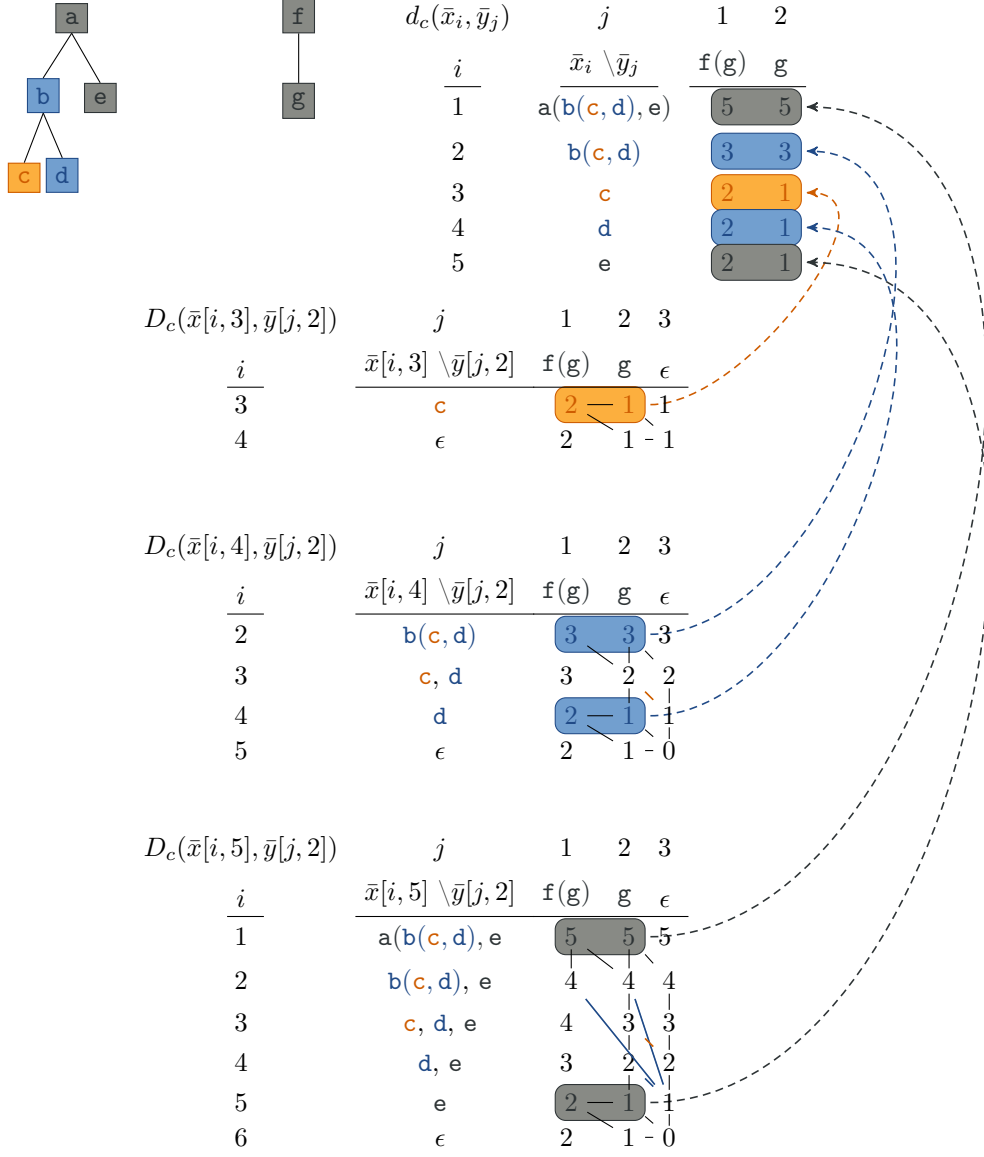 a f d_c(x̄_i, ȳ_j) j 1 2
i x̄_i \ȳ_j f(g) g
b e g
1 a(b(c, d), e) 5 5
2 b(c, d) 3 3
c d
3 c 2 1
4 d 2 1
5 e 2 1
D_c(x̄[i, 3], ȳ[j, 2]) j 1 2 3
i x̄[i, 3] \ȳ[j, 2] f(g) g ϵ
3 c 2 1 1
4 ϵ 2 1 1
D_c(x̄[i, 4], ȳ[j, 2]) j 1 2 3
i x̄[i, 4] \ȳ[j, 2] f(g) g ϵ
2 b(c, d) 3 3 3
3 c, d 3 2 2
4 d 2 1 1
5 ϵ 2 1 0
D_c(x̄[i, 5], ȳ[j, 2]) j 1 2 3
i x̄[i, 5] \ȳ[j, 2] f(g) g ϵ
1 a(b(c, d), e 5 5 5
2 b(c, d), e 4 4 4
3 c, d, e 4 3 3
4 d, e 3 2 2
5 e 2 1 1
6 ϵ 2 1 0